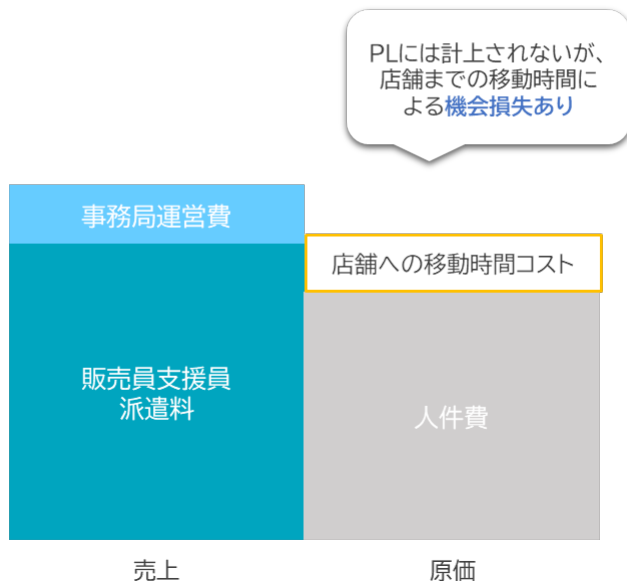 PLには計上されないが、
店舗までの移動時間に
よる機会損失あり
事務局運営費
店舗への移動時間コスト
販売員支援員
派遣料
人件費
売上
原価